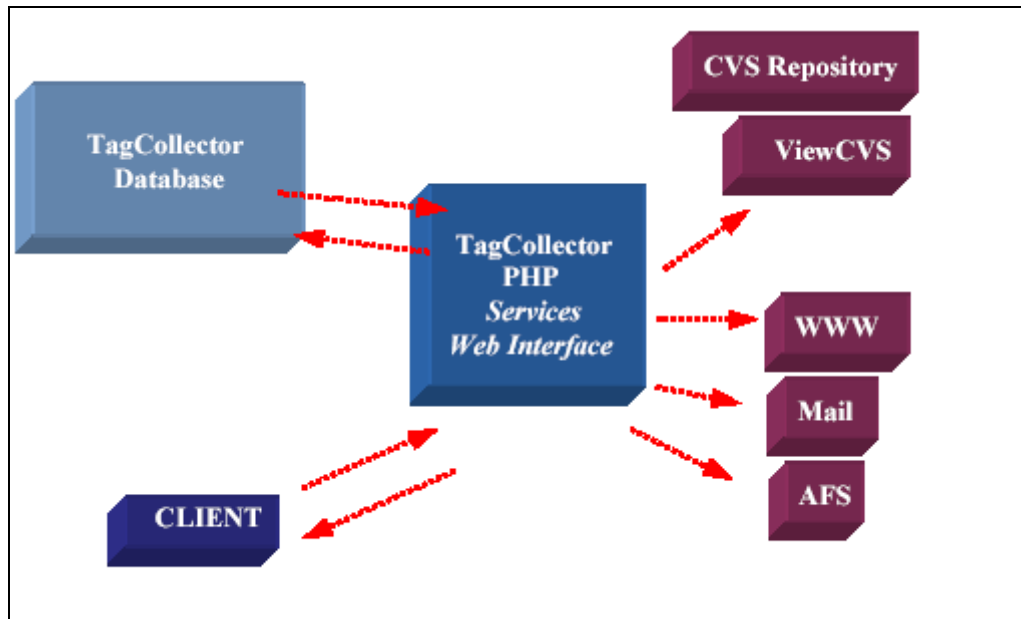 CVS Repository
ViewCVS
TagCollector
Database
TagCollector
PHP
Services
Web Interface
WWW
Mail
AFS
CLIENT